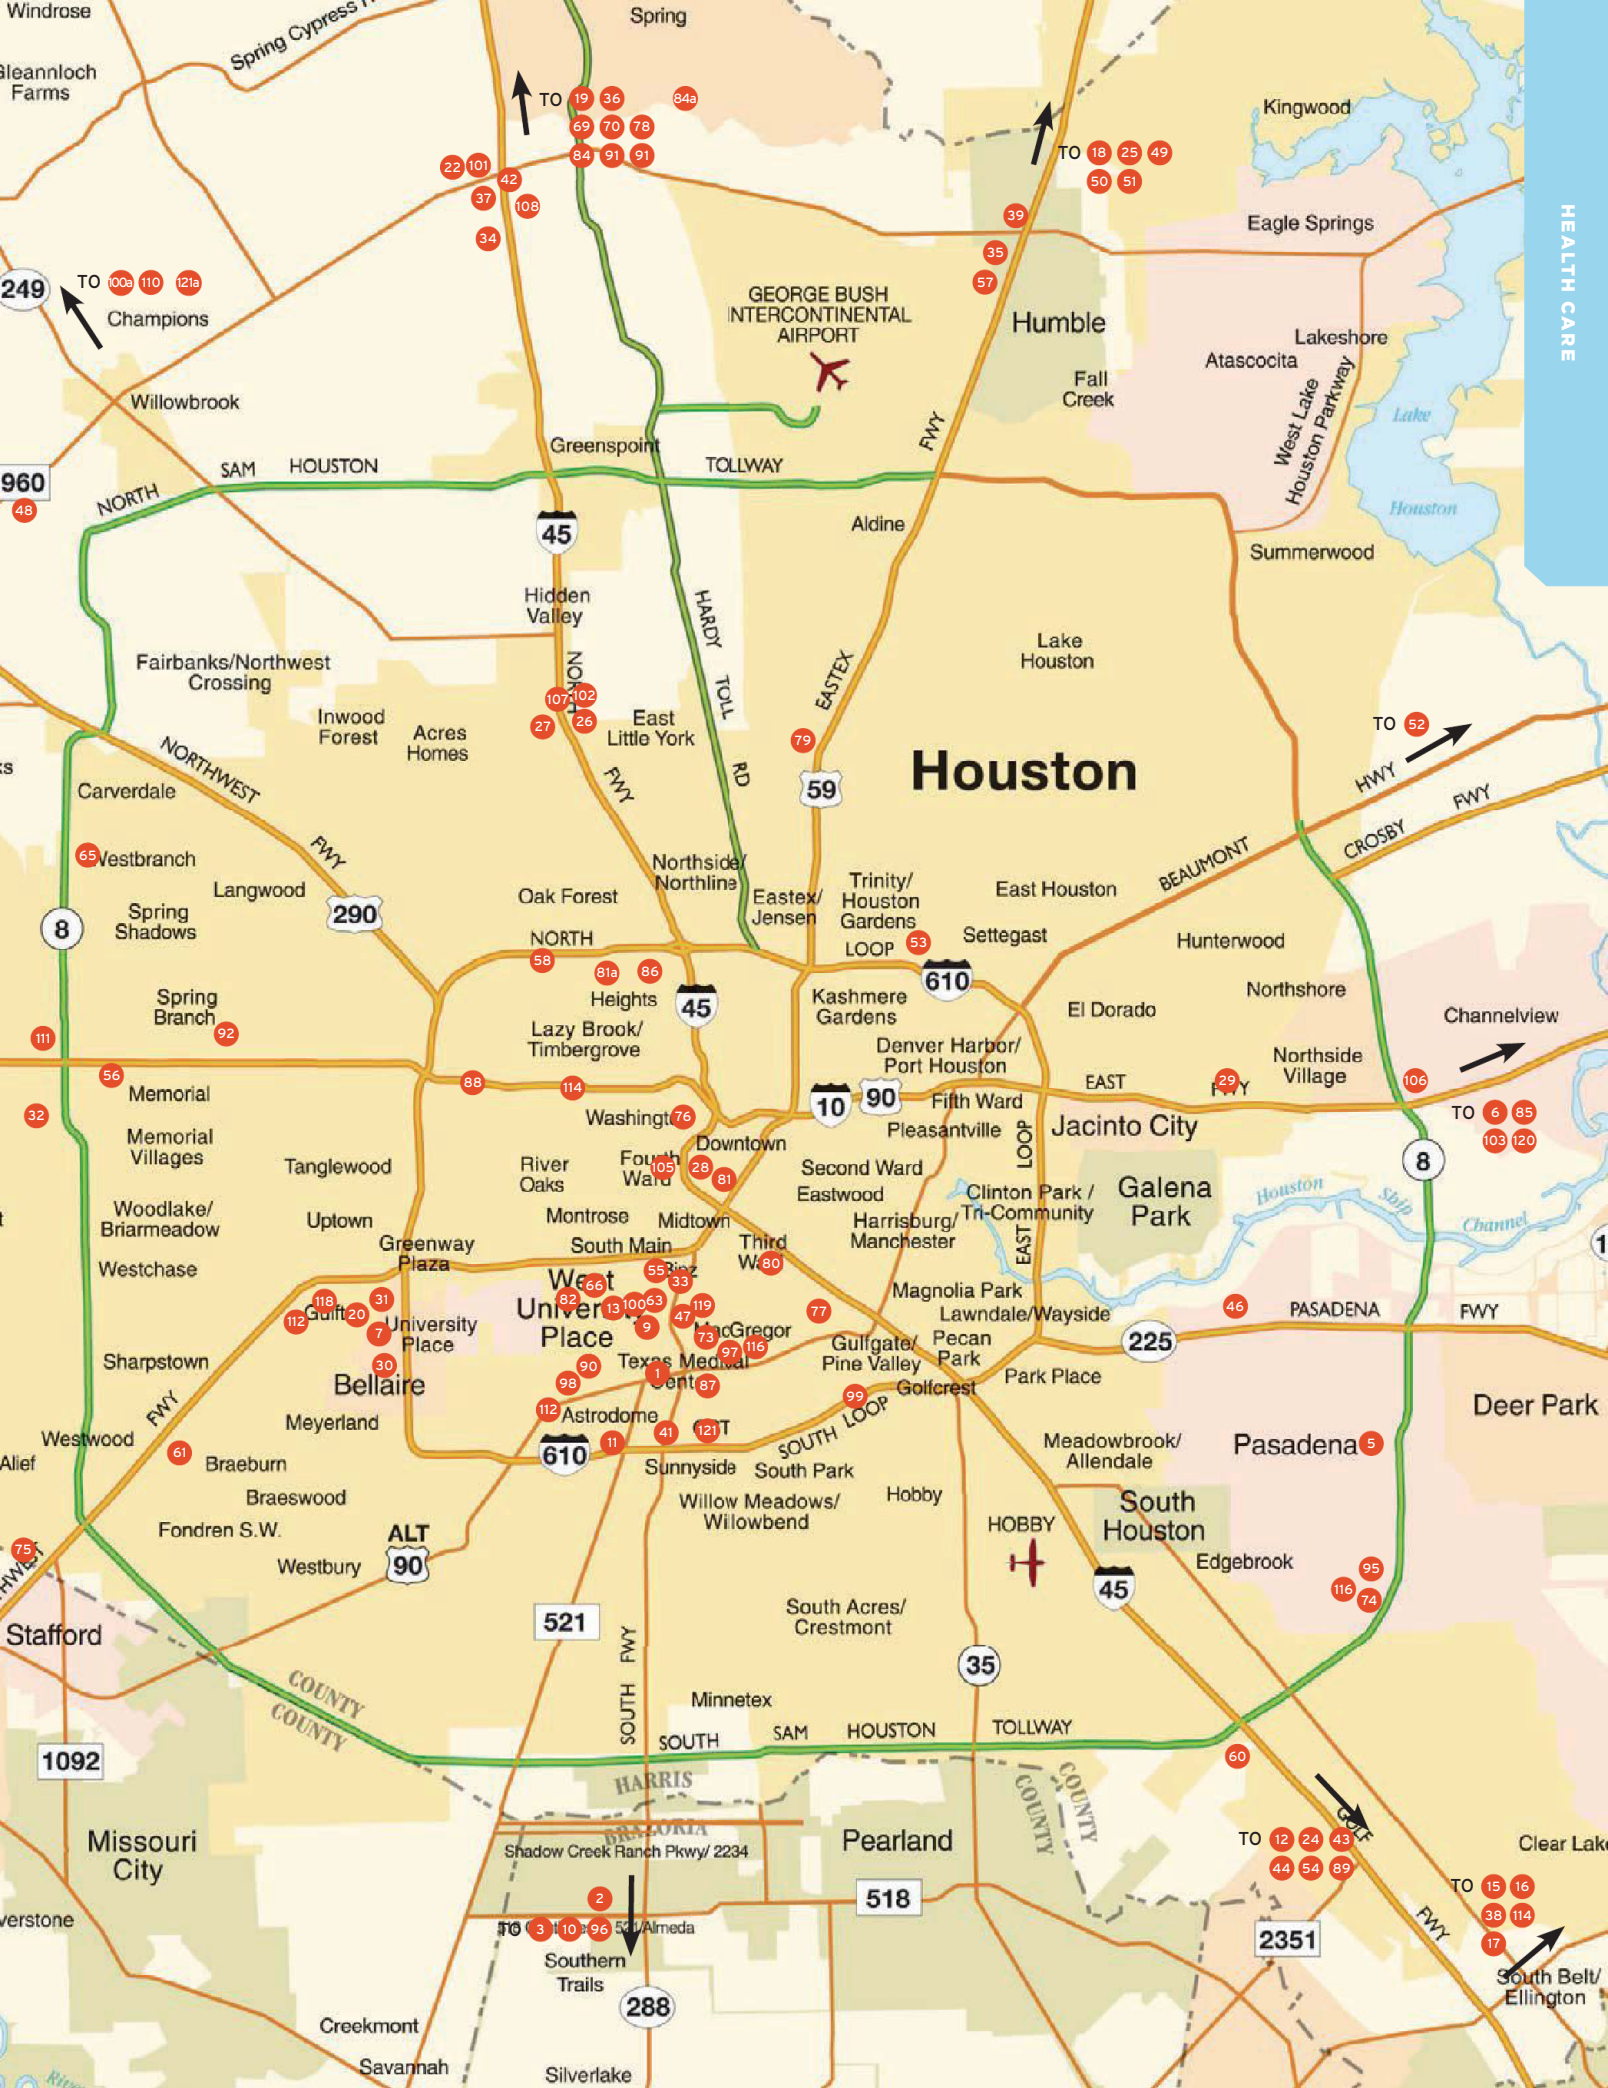 Windrose
Spring
Spring Cypress
Gleannloch
Farms
Kingwood
TO 19 36 84a
69 70 78
84 91 91
TO 18 25 49
50 51
22 101
42
37
108
34
39
35
57
Eagle Springs
HEALTH CARE
249
TO 100a 110 121a
Champions
GEORGE BUSH
INTERCONTINENTAL
AIRPORT
Humble
Lakeshore
Atascocita
Fall
Creek
West Lake
Houston Parkway
Lake
Houston
Willowbrook
Greenspoint
FWY
960
48
NORTH
SAM
HOUSTON
TOLLWAY
45
Aldine
Summerwood
Hidden
Valley
HARDY
TOLL
RD
Lake
Houston
Fairbanks/Northwest
Crossing
NORTH
107
102
27
26
EASTEX
Inwood
Forest
Acres
Homes
East
Little York
79
TO 52
HWY
NORTHWEST
FWY
FWY
59
Houston
FWY
Carverdale
CROSBY
65
Westbranch
Northside/
Northline
BEAUMONT
Langwood
290
Oak Forest
Eastex/
Jensen
Trinity/
Houston
Gardens
East Houston
8
Spring
Shadows
NORTH
58
LOOP
53
Settegast
Hunterwood
81a
86
610
Heights
45
Kashmere
Gardens
Northshore
El Dorado
Channelview
Spring
Branch
92
111
Lazy Brook/
Timbergrove
Denver Harbor/
Port Houston
Northside
Village
56
Memorial
88
114
10
90
EAST
29
FWY
106
32
Washingt
76
Fifth Ward
Pleasantville
Jacinto City
TO 6 85
103 120
Memorial
Villages
Downtown
LOOP
8
Tanglewood
River
Oaks
Fourth
Ward
105
28
81
Second Ward
Eastwood
Clinton Park /
Tri-Community
Galena
Park
Houston
Ship
Channel
Woodlake/
Briarmeadow
Uptown
Montrose
Midtown
Harrisburg/
Manchester
EAST
Greenway
Plaza
South Main
Third
W
80
Westchase
55
33
West
University
Place
66
82
13
100
63
47
119
9
73
MacGregor
97
116
77
Magnolia Park
Lawndale/Wayside
46
PASADENA
FWY
118
112
Gulft
20
31
7
University
Place
Gulfgate/
Pine Valley
Pecan
Park
225
Sharpstown
30
Bellaire
90
98
Texas Medical
Cent
1
87
Park Place
Golfcrest
99
Deer Park
112
Astrodome
Meyerland
FWY
121
41
11
610
SOUTH
LOOP
Westwood
61
Alief
Braeburn
Sunnyside
South Park
Meadowbrook/
Allendale
Pasadena
5
Braeswood
Willow Meadows/
Willowbend
Hobby
South
Houston
Fondren S.W.
ALT
90
HOBBY
75
Westbury
Edgebrook
95
116
74
45
Stafford
521
FWY
SOUTH
South Acres/
Crestmont
35
COUNTY
COUNTY
Minnetex
1092
SOUTH
SAM
HOUSTON
TOLLWAY
60
HARRIS
BRAZORIA
COUNTY
COUNTY
Missouri
City
Shadow Creek Ranch Pkwy/ 2234
Pearland
TO 12 24 43
44 54 89
GOLF
Clear Lake
518
TO 15 16
38 114
17
2
TO 3 10 96
521/Almeda
2351
FWY
Southern
Trails
South Belt/
Ellington
288
Creekmont
Savannah
Silverlake